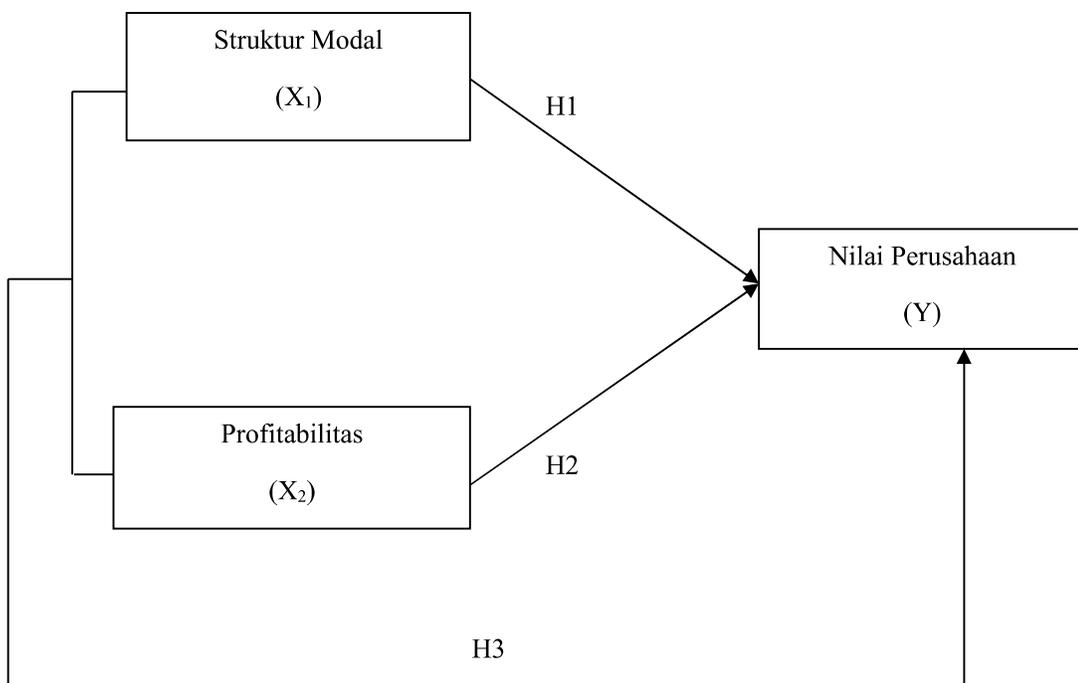 Struktur Modal
(X₁)
H1
Nilai Perusahaan
(Y)
Profitabilitas
(X₂)
H2
H3